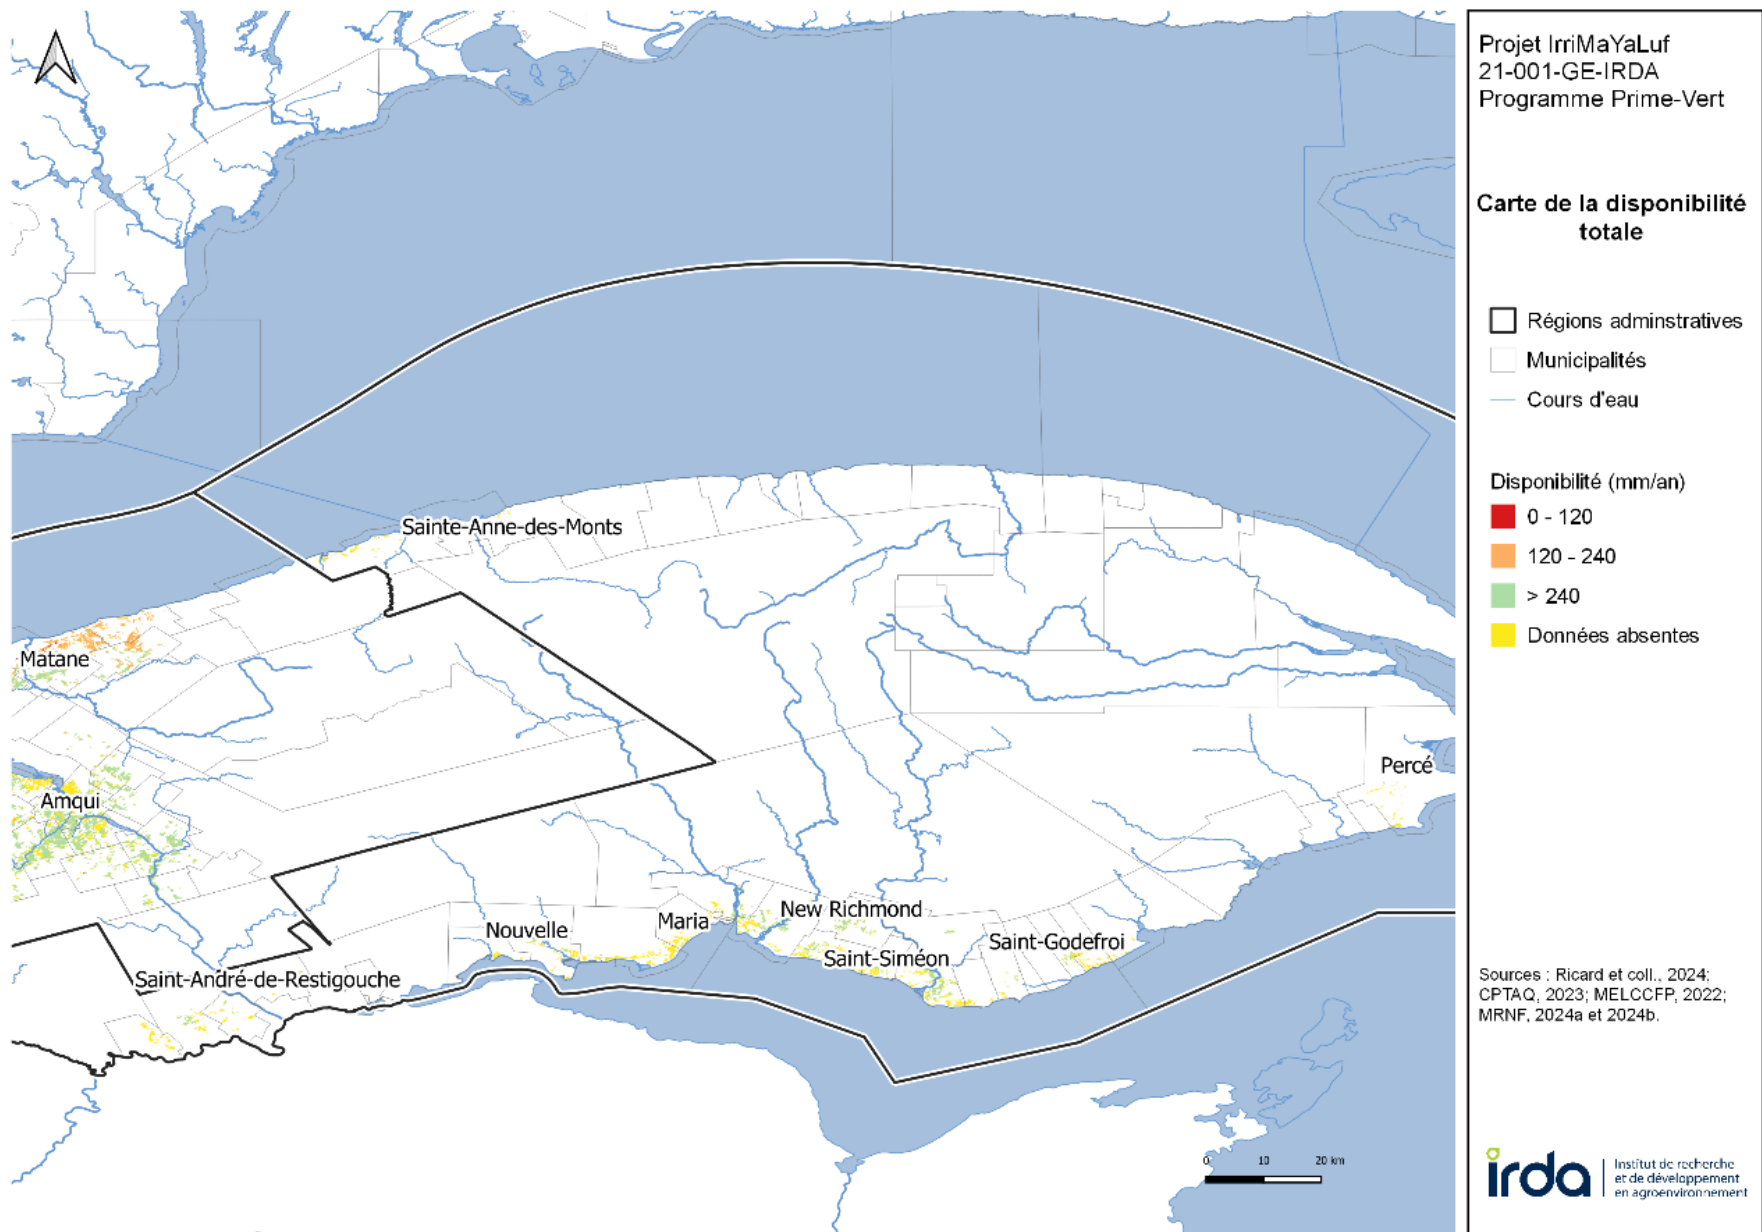 Projet IrriMaYaLuf
21-001-GE-IRDA
Programme Prime-Vert
Carte de la disponibilité
totale
Régions adminstratives
Municipalités
Cours d'eau
Disponibilité (mm/an)
0 - 120
120 - 240
> 240
Données absentes
Sainte-Anne-des-Monts
Matane
Amqui
Percé
New Richmond
Maria
Nouvelle
Saint-Godefroi
Saint-Siméon
Saint-André-de-Restigouche
0 10 20 km
Sources : Ricard et coll., 2024;
CPTAQ, 2023; MELCCFP, 2022;
MRNF, 2024a et 2024b.
irda
Institut de recherche
et de développement
en agroenvironnement